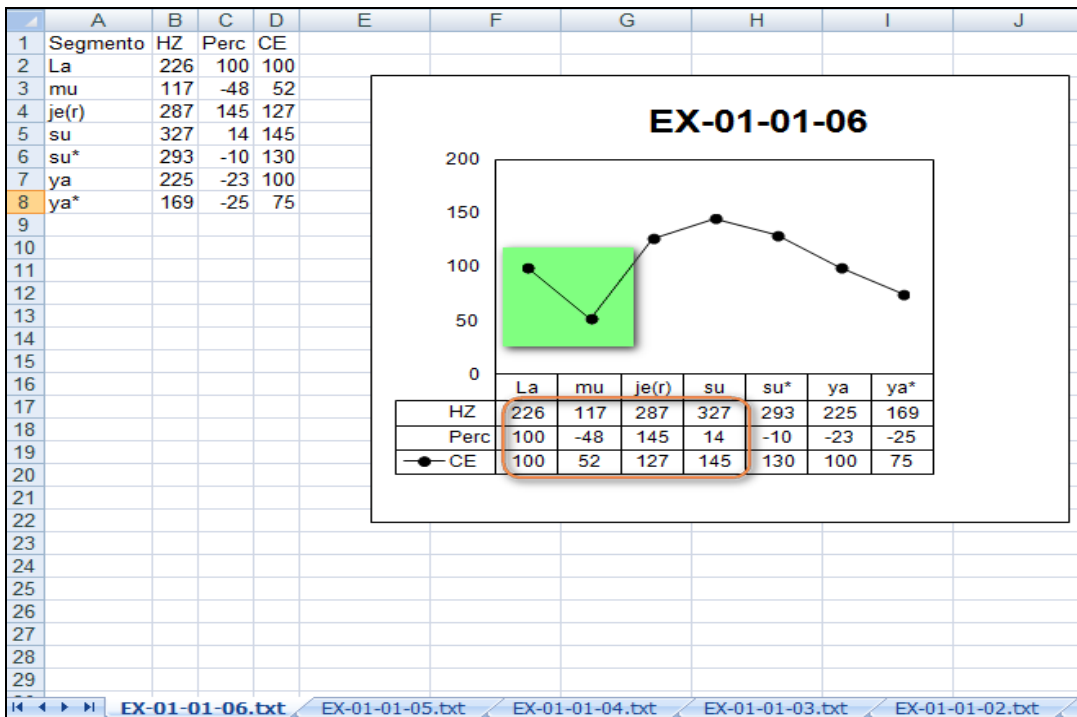 A B C D E F G H I J
1 Segmento HZ Perc CE
2 La 226 100 100
3 mu 117 -48 52
4 je(r) 287 145 127
5 su 327 14 145
6 su* 293 -10 130
7 ya 225 -23 100
8 ya* 169 -25 75
9
10
11
12
13
14
15
16
17
18
19
20
21
22
23
24
25
26
27
28
29
EX-01-01-06
200
150
100
50
0
La mu je(r) su su* ya ya*
HZ 226 117 287 327 293 225 169
Perc 100 -48 145 14 -10 -23 -25
CE 100 52 127 145 130 100 75
EX-01-01-06.txt EX-01-01-05.txt EX-01-01-04.txt EX-01-01-03.txt EX-01-01-02.txt